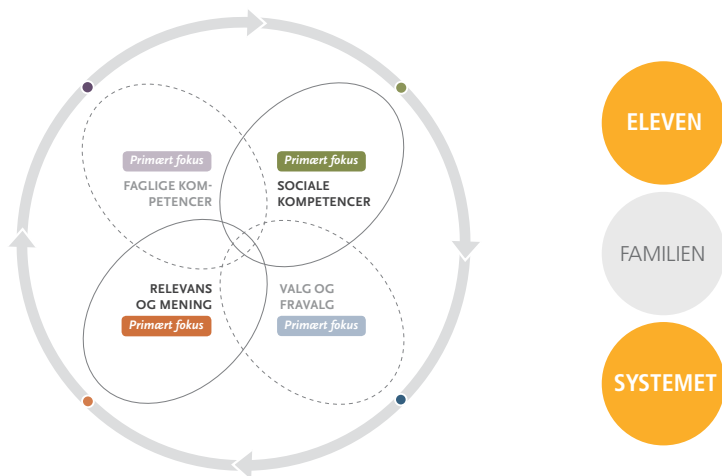 Primært fokus
FAGLIGE KOM-
PETENCER
Primært fokus
SOCIALE
KOMPETENCER
RELEVANS
OG MENING
Primært fokus
VALG OG
FRAVALG
Primært fokus
ELEVEN
FAMILIEN
SYSTEMET